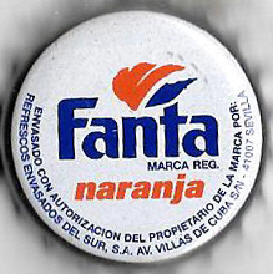 Fanta
MARCA REG.
naranja
ENVASADO CON AUTORIZACION DEL PROPIETARIO DE LA MARCA POR:
REFRESCOS ENVASADOS DEL SUR, S.A. AV. VILLAS DE CUBA S/N - 41007 SEVILLA